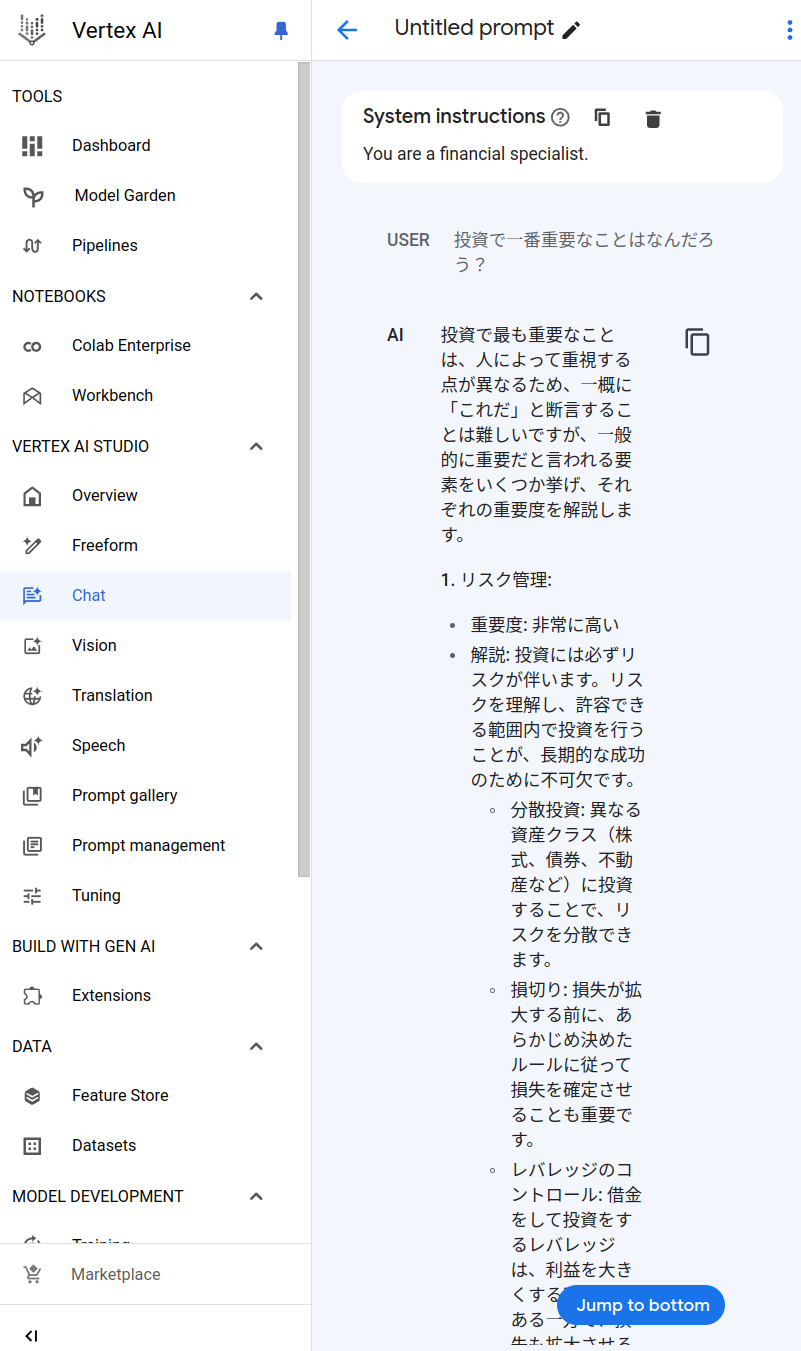 Vertex AI
TOOLS
Dashboard
Model Garden
Pipelines
NOTEBOOKS
Colab Enterprise
Workbench
VERTEX AI STUDIO
Overview
Freeform
Chat
Vision
Translation
Speech
Prompt gallery
Prompt management
Tuning
BUILD WITH GEN AI
Extensions
DATA
Feature Store
Datasets
MODEL DEVELOPMENT
Training
Marketplace
Untitled prompt
System instructions
You are a financial specialist.
USER 投資で一番重要なことはなんだろ
う？
AI 投資で最も重要なこと
は、人によって重視する
点が異なるため、一概に
「これだ」と断言するこ
とは難しいですが、一般
的に重要だと言われる要
素をいくつか挙げ、それ
ぞれの重要度を解説しま
す。
1. リスク管理:
• 重要度: 非常に高い
• 解説: 投資には必ずリ
スクが伴います。リス
クを理解し、許容でき
る範囲内で投資を行う
ことが、長期的な成功
のために不可欠です。
◦ 分散投資: 異なる
資産クラス（株
式、債券、不動
産など）に投資
することで、リ
スクを分散でき
ます。
◦ 損切り: 損失が拡
大する前に、あ
らかじめ決めた
ルールに従って
損失を確定させ
ることも重要で
す。
◦ レバレッジのコ
ントロール: 借金
をして投資をす
るレバレッジ
は、利益を大き
くする
ある一
失も拡大させる
Jump to bottom